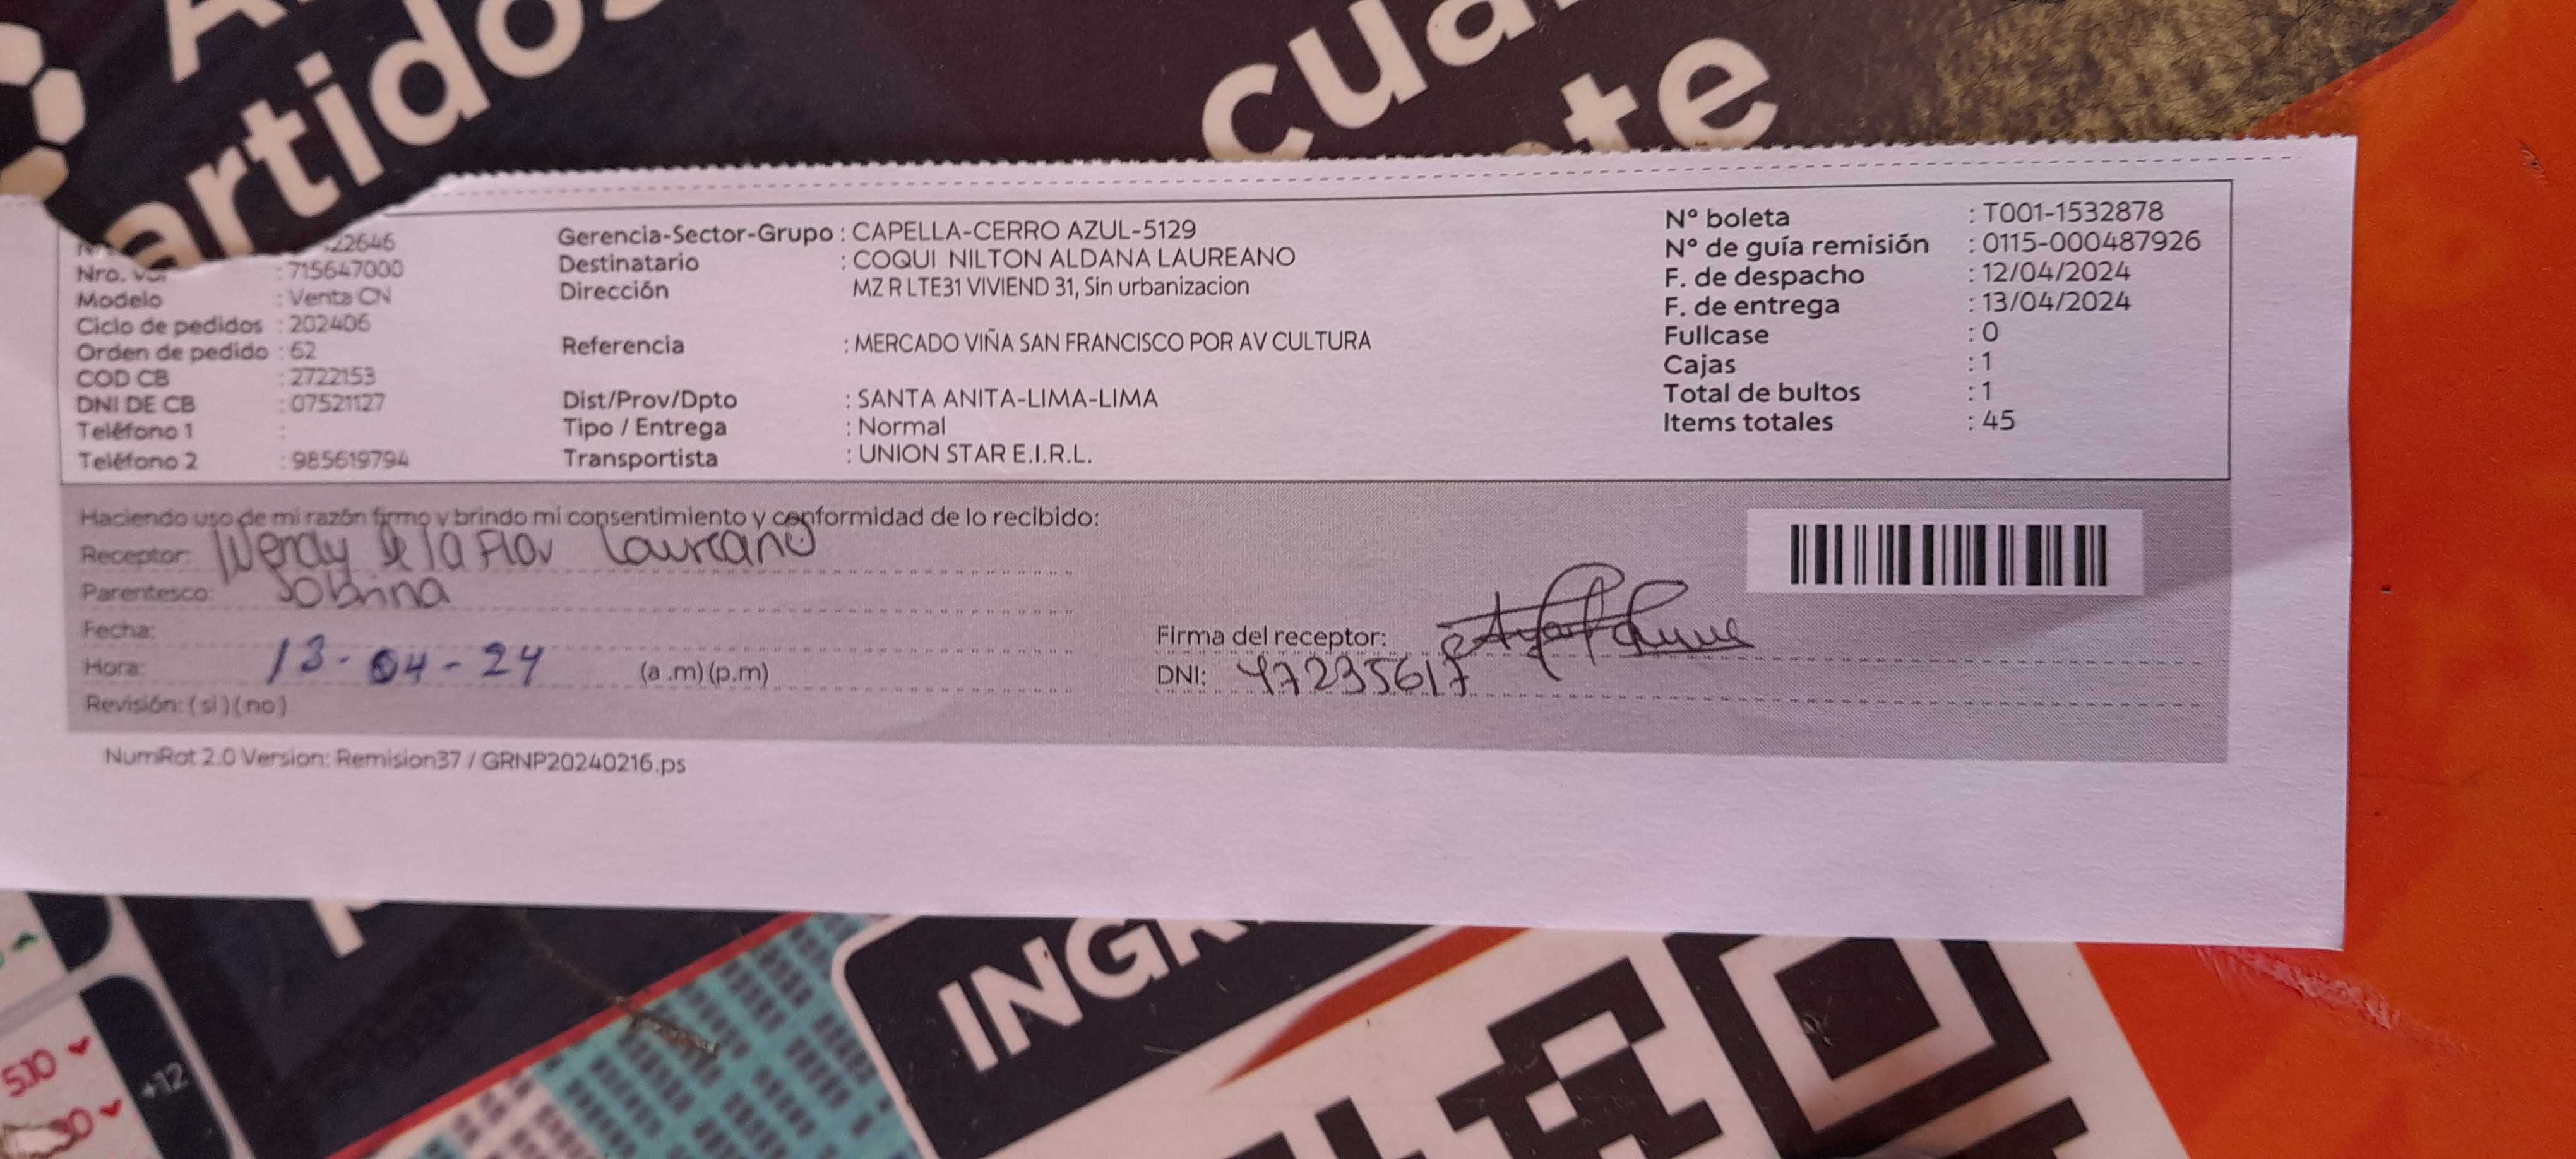 artidos
cua
te
22646
Nro. 
: 715647000
Modelo : Venta CN
Ciclo de pedidos : 202406
Orden de pedido : 62
COD CB : 2722153
DNI DE CB : 07521127
Teléfono 1 :
Teléfono 2 : 985619794
Gerencia-Sector-Grupo : CAPELLA-CERRO AZUL-5129
Destinatario : COQUI NILTON ALDANA LAUREANO
Dirección MZ R LTE31 VIVIEND 31, Sin urbanizacion
Referencia : MERCADO VIÑA SAN FRANCISCO POR AV CULTURA
Dist/Prov/Dpto : SANTA ANITA-LIMA-LIMA
Tipo / Entrega : Normal
Transportista : UNION STAR E.I.R.L.
N° boleta : T001-1532878
N° de guía remisión : 0115-000487926
F. de despacho : 12/04/2024
F. de entrega : 13/04/2024
Fullcase : 0
Cajas : 1
Total de bultos : 1
Items totales : 45
Haciendo uso de mi razón firmo y brindo mi consentimiento y conformidad de lo recibido:
Receptor: Wendy de la Flor Laureano
Parentesco: Sobrina
Fecha:
Hora: 13-04-24 (a .m) (p.m)
Revisión: ( si ) ( no )
Firma del receptor:
DNI: 47235617
NumRot 2.0 Version: Remision37 / GRNP20240216.ps
INGR
510
+12